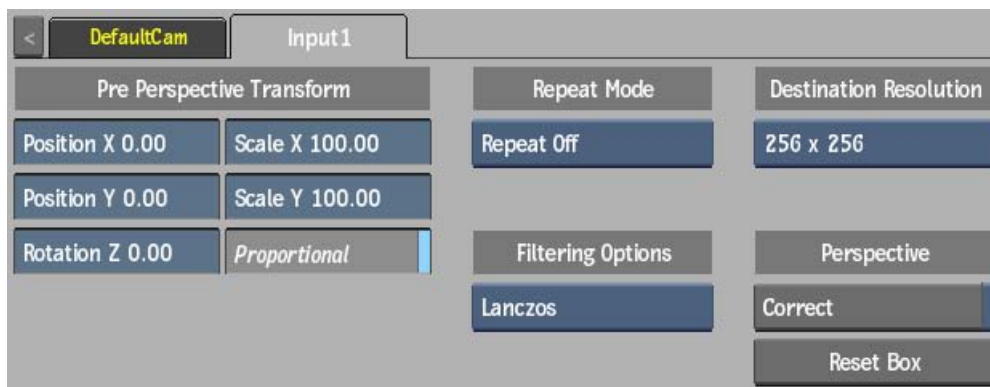 < DefaultCam Input1
Pre Perspective Transform Repeat Mode Destination Resolution
Position X 0.00 Scale X 100.00 Repeat Off 256 x 256
Position Y 0.00 Scale Y 100.00
Rotation Z 0.00 Proportional Filtering Options Perspective
Lanczos Correct
Reset Box